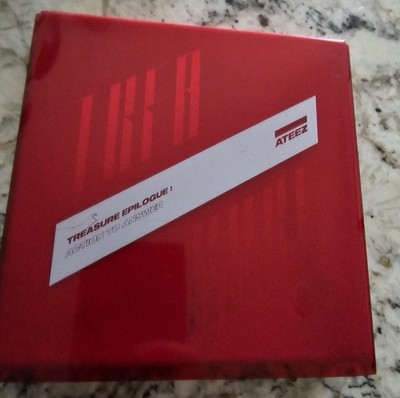 ATEEZ
TREASURE EPILOGUE :
ACTION TO ANSWER